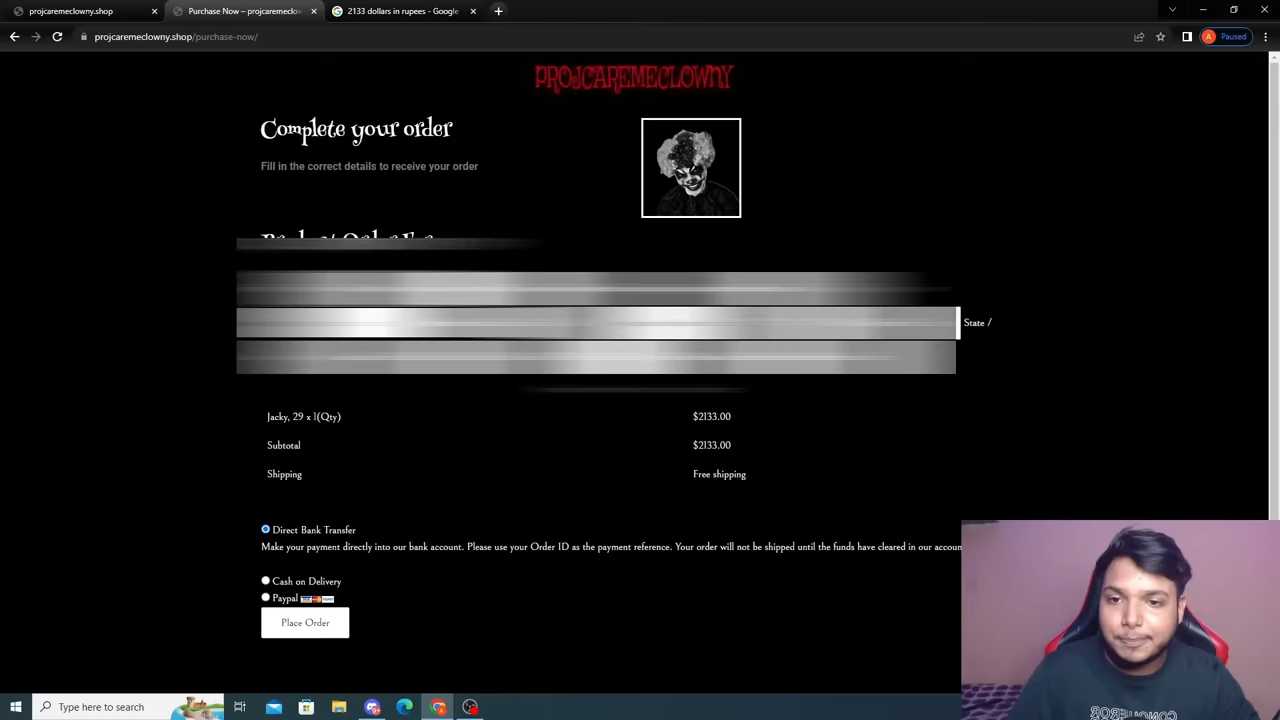 projcaremeclowny.shop
Purchase Now – projcaremeclow
2133 dollars in rupees - Google
projcaremeclowny.shop/purchase-now/
A Paused
PROJCAREMECLOWNY
Complete your order
Fill in the correct details to receive your order
State /
Jacky, 29 x 1(Qty) $2133.00
Subtotal $2133.00
Shipping Free shipping
Direct Bank Transfer
Make your payment directly into our bank account. Please use your Order ID as the payment reference. Your order will not be shipped until the funds have cleared in our accoun
Cash on Delivery
Paypal
Place Order
Type here to search